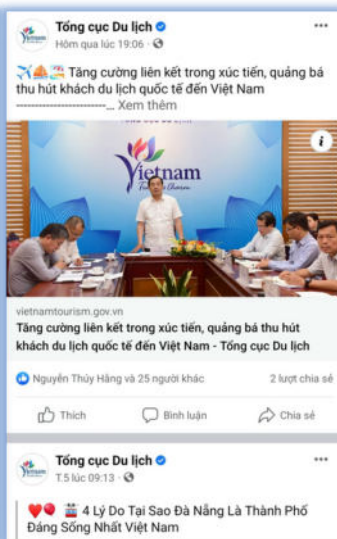 Tổng cục Du lịch
Hôm qua lúc 19:06
Tăng cường liên kết trong xúc tiến, quảng bá
thu hút khách du lịch quốc tế đến Việt Nam
-----------------------... Xem thêm
Vietnam
vietnamtourism.gov.vn
Tăng cường liên kết trong xúc tiến, quảng bá thu hút
khách du lịch quốc tế đến Việt Nam - Tổng cục Du lịch
Nguyễn Thúy Hằng và 25 người khác 2 lượt chia sẻ
Thích Bình luận Chia sẻ
Tổng cục Du lịch
T.5 lúc 09:13
4 Lý Do Tại Sao Đà Nẵng Là Thành Phố
Đáng Sống Nhất Việt Nam